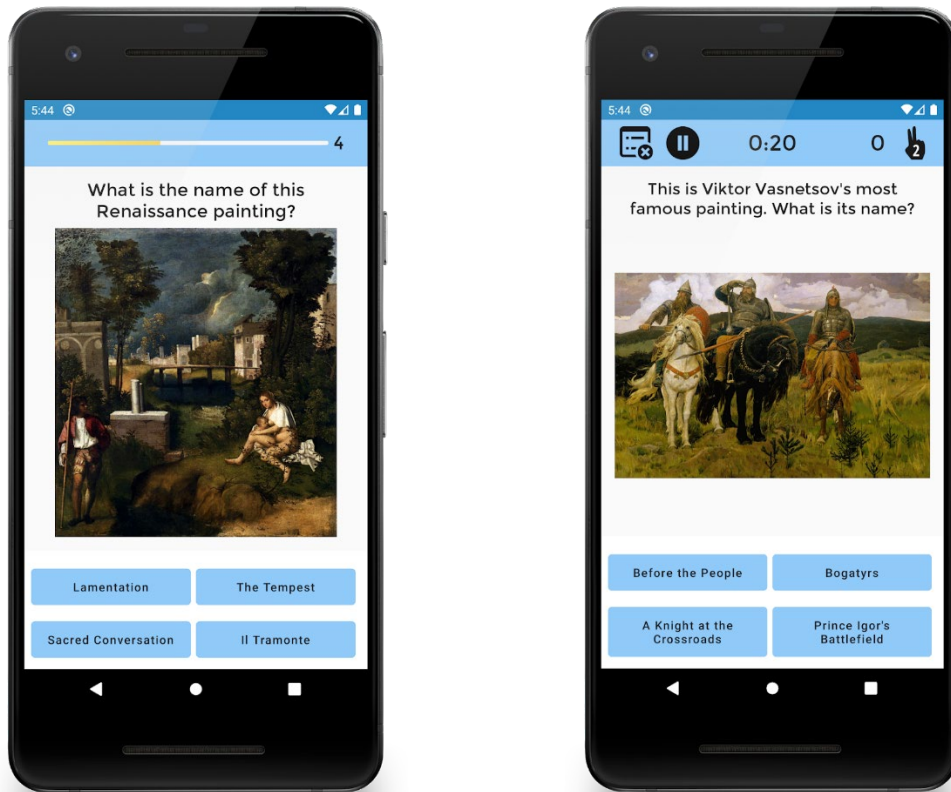 5:44
4
What is the name of this
Renaissance painting?
Lamentation
The Tempest
Sacred Conversation
Il Tramonte
5:44
0:20
0
2
This is Viktor Vasnetsov's most
famous painting. What is its name?
Before the People
Bogatyrs
A Knight at the
Crossroads
Prince Igor's
Battlefield